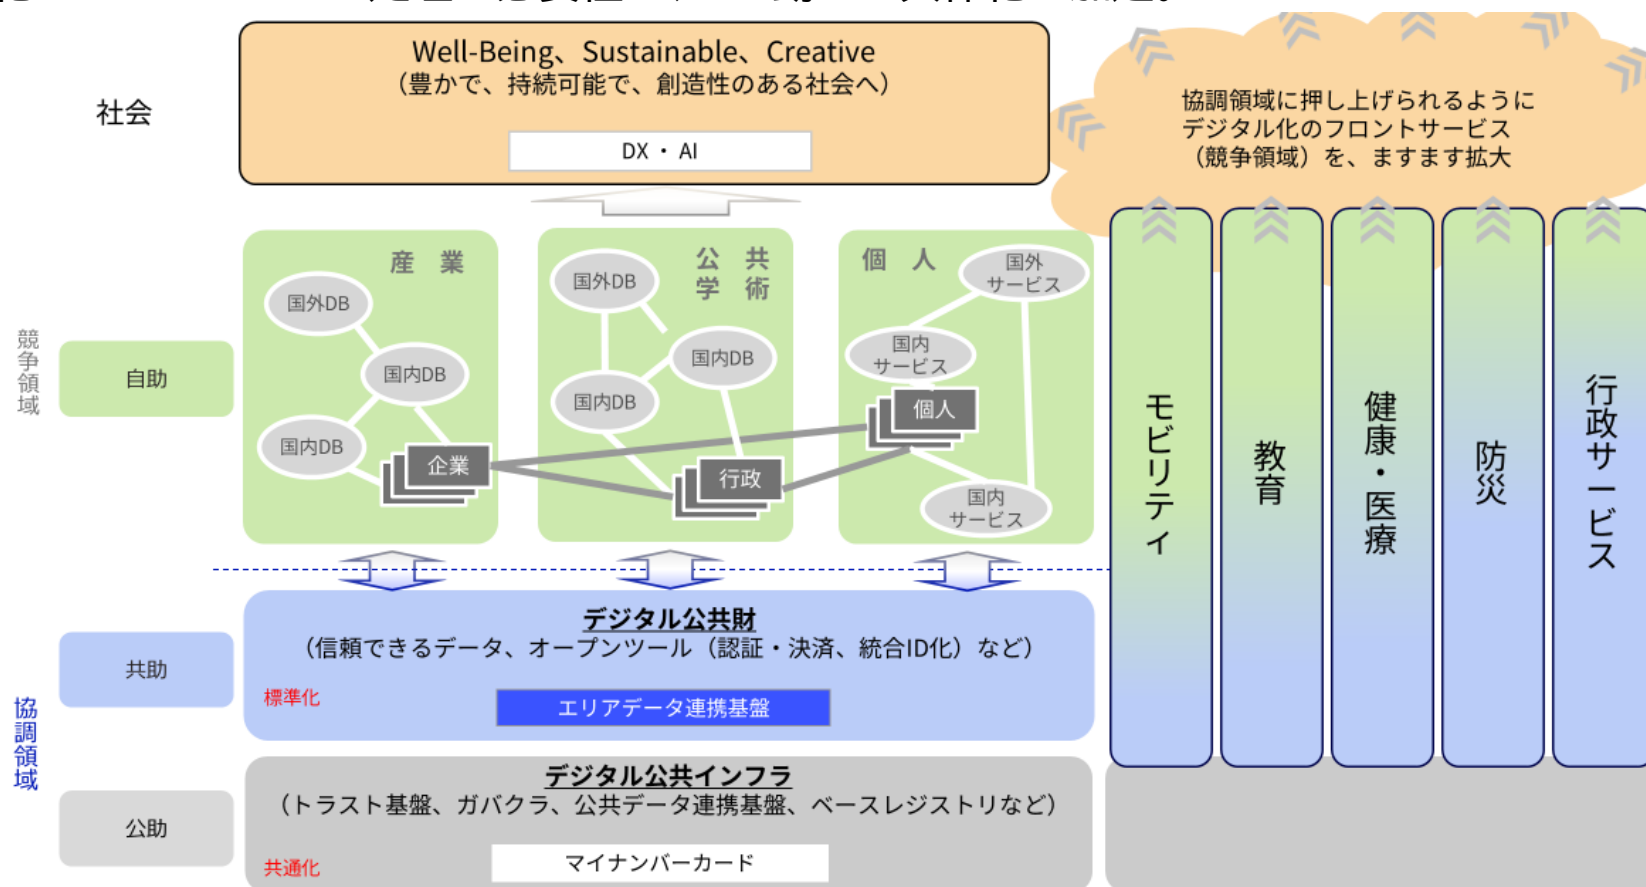 Well-Being、Sustainable、Creative
（豊かで、持続可能で、創造性のある社会へ）
DX ・ AI
社会
協調領域に押し上げられるように
デジタル化のフロントサービス
（競争領域）を、ますます拡大
競争領域
自助
産 業
国外DB
国内DB
国内DB
企業
公 共
学 術
国外DB
国内DB
国内DB
行政
個 人
国外
サービス
国内
サービス
個人
国内
サービス
モビリティ
教育
健康・医療
防災
行政サービス
協調領域
共助
デジタル公共財
（信頼できるデータ、オープンツール（認証・決済、統合ID化）など）
標準化
エリアデータ連携基盤
公助
デジタル公共インフラ
（トラスト基盤、ガバクラ、公共データ連携基盤、ベースレジストリなど）
共通化
マイナンバーカード